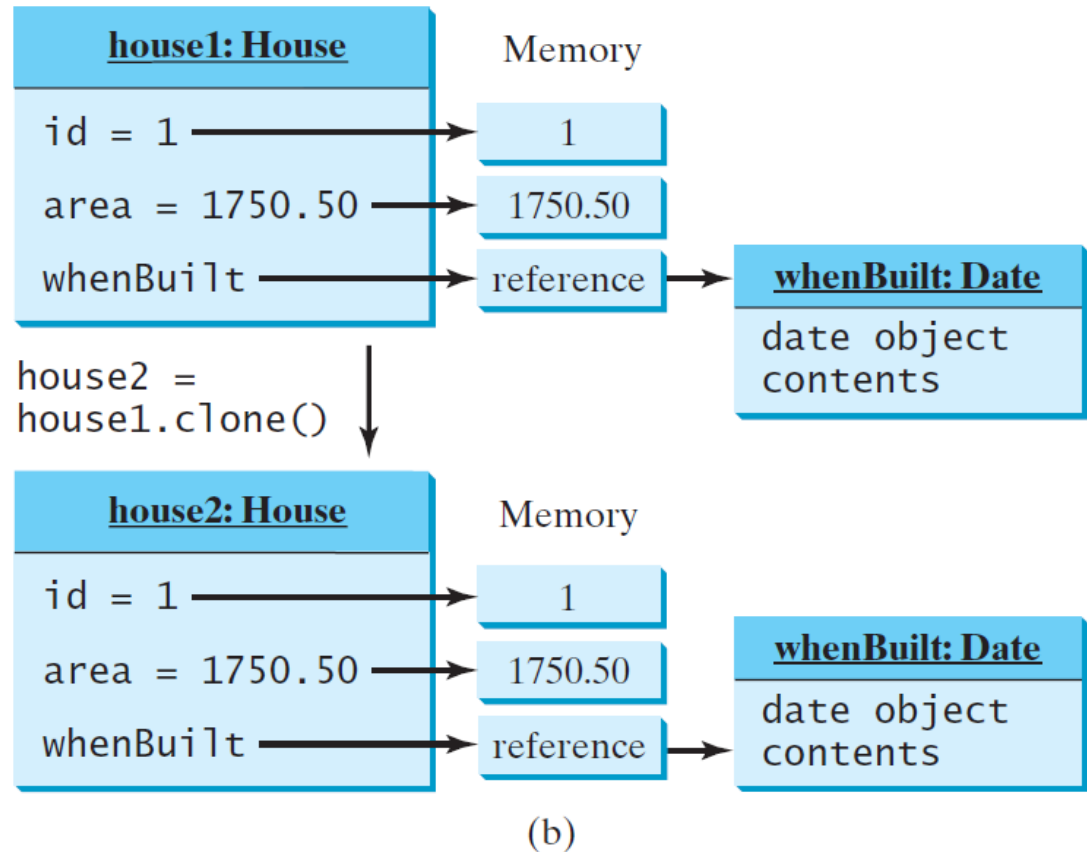 house1: House
Memory
id = 1
1
area = 1750.50
1750.50
whenBuilt
reference
whenBuilt: Date
date object
contents
house2 =
house1.clone()
house2: House
Memory
id = 1
1
area = 1750.50
1750.50
whenBuilt
reference
whenBuilt: Date
date object
contents
(b)